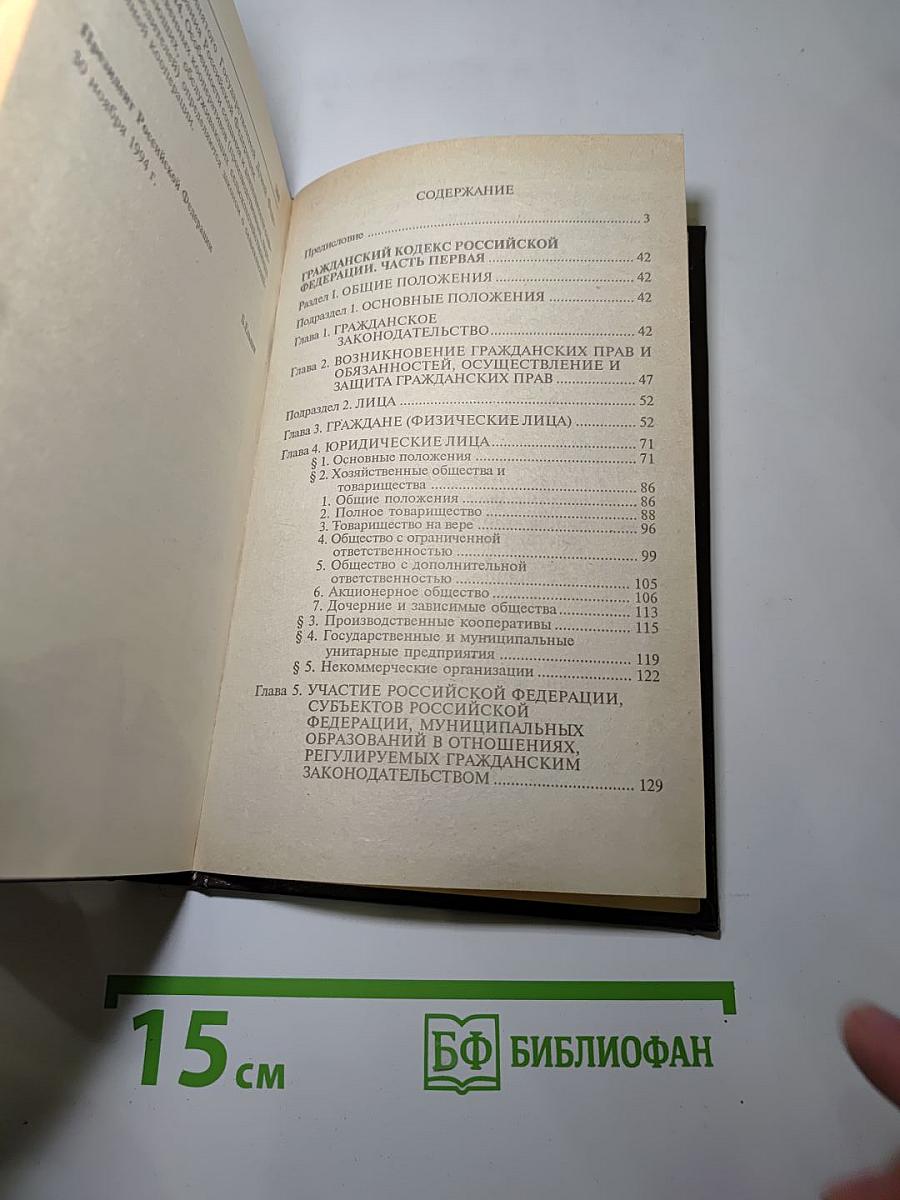 Президент Российской Федерации
30 ноября 1994 г.
СОДЕРЖАНИЕ
Предисловие ... 3
ГРАЖДАНСКИЙ КОДЕКС РОССИЙСКОЙ
ФЕДЕРАЦИИ. ЧАСТЬ ПЕРВАЯ ... 42
Раздел I. ОБЩИЕ ПОЛОЖЕНИЯ ... 42
Подраздел 1. ОСНОВНЫЕ ПОЛОЖЕНИЯ ... 42
Глава 1. ГРАЖДАНСКОЕ
ЗАКОНОДАТЕЛЬСТВО ... 42
Глава 2. ВОЗНИКНОВЕНИЕ ГРАЖДАНСКИХ ПРАВ И
ОБЯЗАННОСТЕЙ, ОСУЩЕСТВЛЕНИЕ И
ЗАЩИТА ГРАЖДАНСКИХ ПРАВ ... 47
Подраздел 2. ЛИЦА ... 52
Глава 3. ГРАЖДАНЕ (ФИЗИЧЕСКИЕ ЛИЦА) ... 52
Глава 4. ЮРИДИЧЕСКИЕ ЛИЦА ... 71
§ 1. Основные положения ... 71
§ 2. Хозяйственные общества и
товарищества ... 86
1. Общие положения ... 86
2. Полное товарищество ... 88
3. Товарищество на вере ... 96
4. Общество с ограниченной
ответственностью ... 99
5. Общество с дополнительной
ответственностью ... 105
6. Акционерное общество ... 106
7. Дочерние и зависимые общества ... 113
§ 3. Производственные кооперативы ... 115
§ 4. Государственные и муниципальные
унитарные предприятия ... 119
§ 5. Некоммерческие организации ... 122
Глава 5. УЧАСТИЕ РОССИЙСКОЙ ФЕДЕРАЦИИ,
СУБЪЕКТОВ РОССИЙСКОЙ
ФЕДЕРАЦИИ, МУНИЦИПАЛЬНЫХ
ОБРАЗОВАНИЙ В ОТНОШЕНИЯХ,
РЕГУЛИРУЕМЫХ ГРАЖДАНСКИМ
ЗАКОНОДАТЕЛЬСТВОМ ... 129
15 см
БФ БИБЛИОФАН